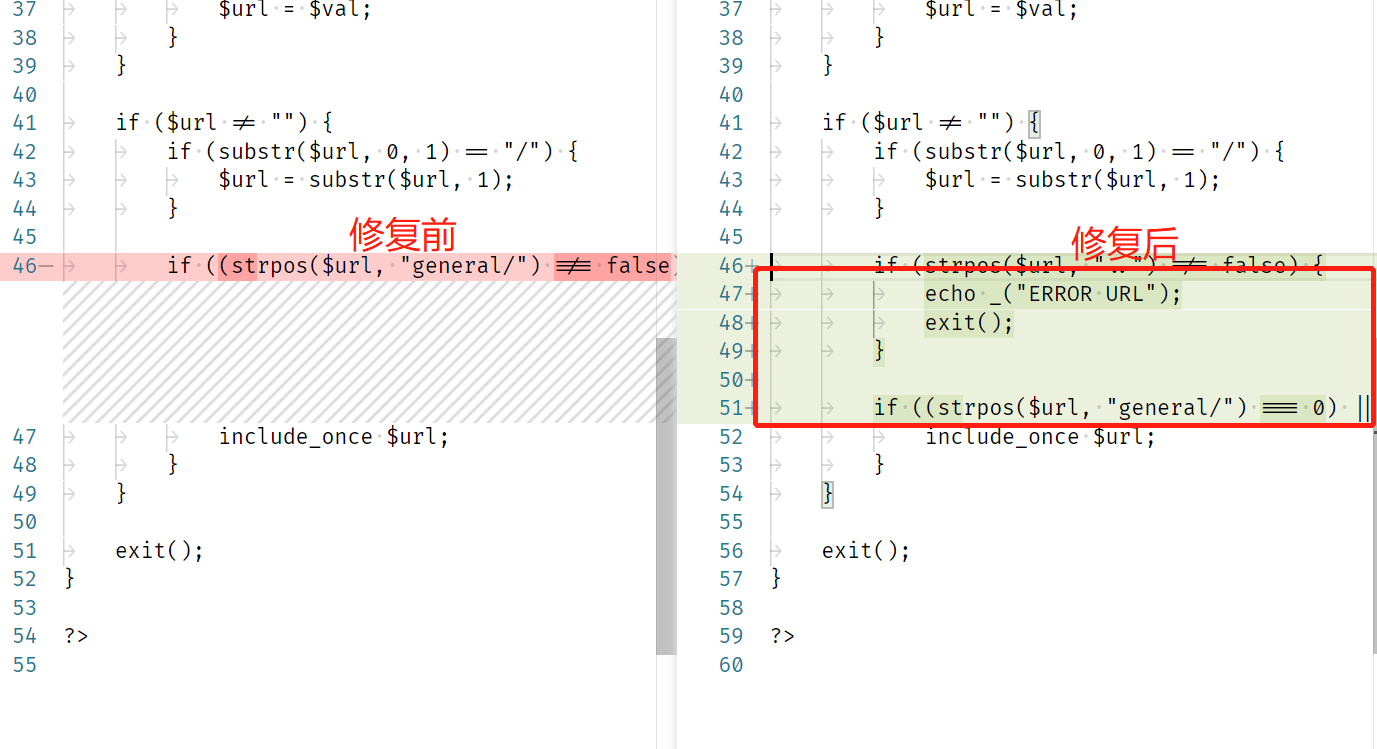 37 $url = $val;
38 }
39 }
40
41 if ($url != "") {
42 if (substr($url, 0, 1) == "/") {
43 $url = substr($url, 1);
44 }
45
修复前
46— if ((strpos($url, "general/") !== false)
47 include_once $url;
48 }
49 }
50
51 exit();
52 }
53
54 ?>
55
37 $url = $val;
38 }
39 }
40
41 if ($url != "") {
42 if (substr($url, 0, 1) == "/") {
43 $url = substr($url, 1);
44 }
45
修复后
46+ if (strpos($url, "..") !== false) {
47+ echo _("ERROR URL");
48+ exit();
49+ }
50+
51+ if ((strpos($url, "general/") === 0) ||
52 include_once $url;
53 }
54 }
55
56 exit();
57 }
58
59 ?>
60